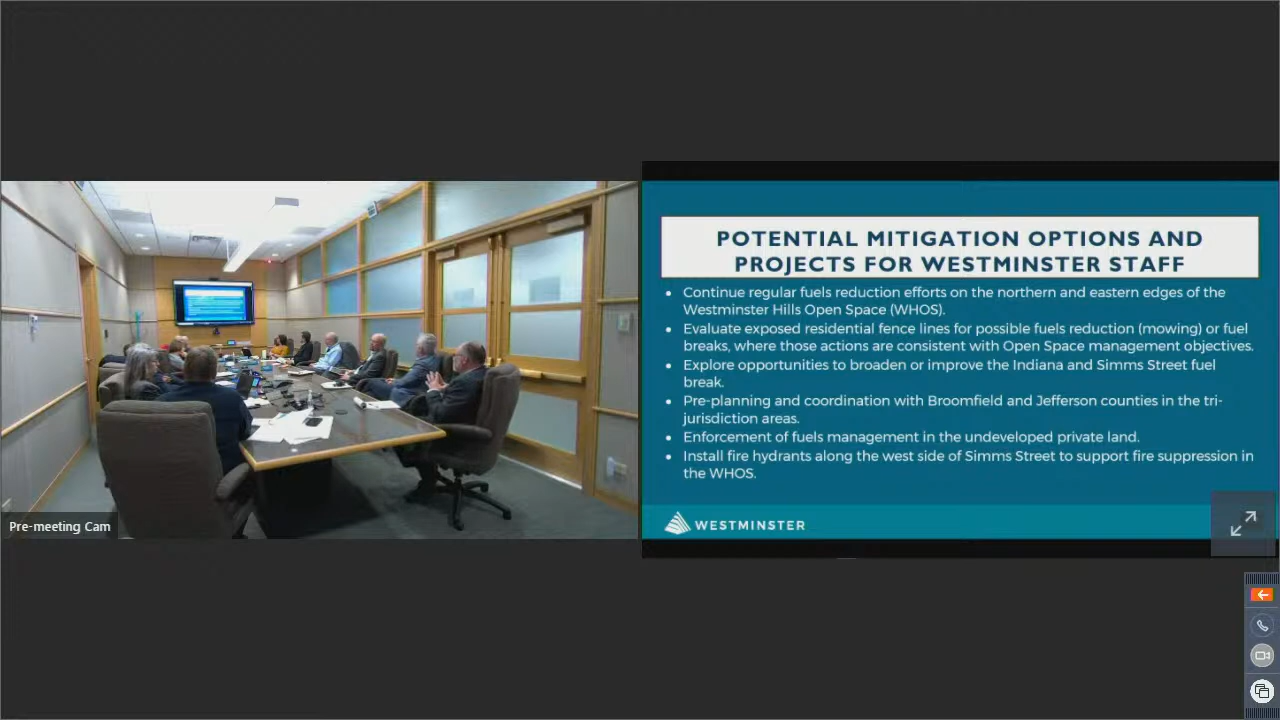 POTENTIAL MITIGATION OPTIONS AND
PROJECTS FOR WESTMINSTER STAFF
• Continue regular fuels reduction efforts on the northern and eastern edges of the
Westminster Hills Open Space (WHOS).
• Evaluate exposed residential fence lines for possible fuels reduction (mowing) or fuel
breaks, where those actions are consistent with Open Space management objectives.
• Explore opportunities to broaden or improve the Indiana and Simms Street fuel
break.
• Pre-planning and coordination with Broomfield and Jefferson counties in the tri-
jurisdiction areas.
• Enforcement of fuels management in the undeveloped private land.
• Install fire hydrants along the west side of Simms Street to support fire suppression in
the WHOS.
WESTMINSTER
Pre-meeting Cam